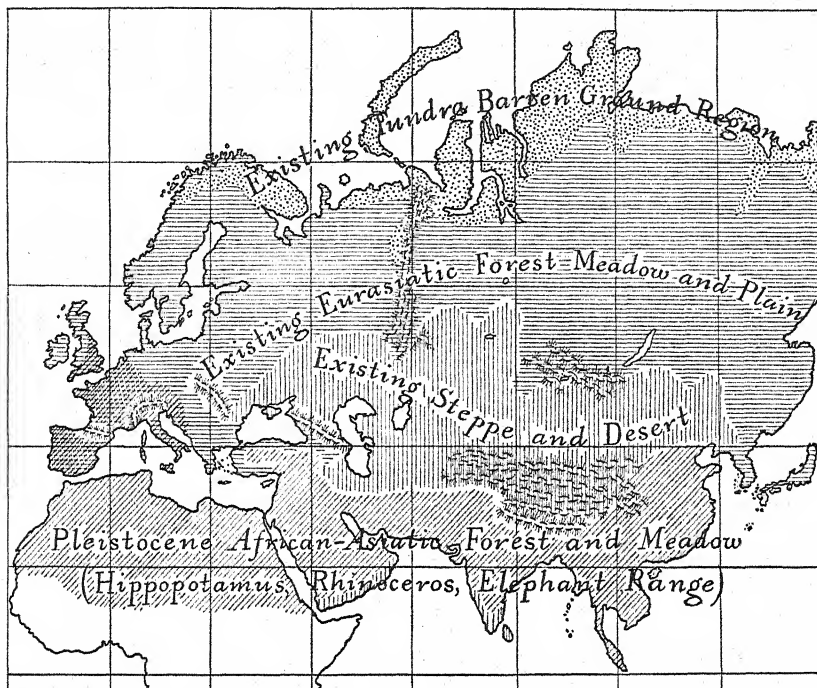 Existing Tundra Barren Ground Region
Existing Eurasiatic Forest-Meadow and Plain
Existing Steppe and Desert
Pleistocene African-Asiatic Forest and Meadow
(Hippopotamus, Rhinoceros, Elephant Range)